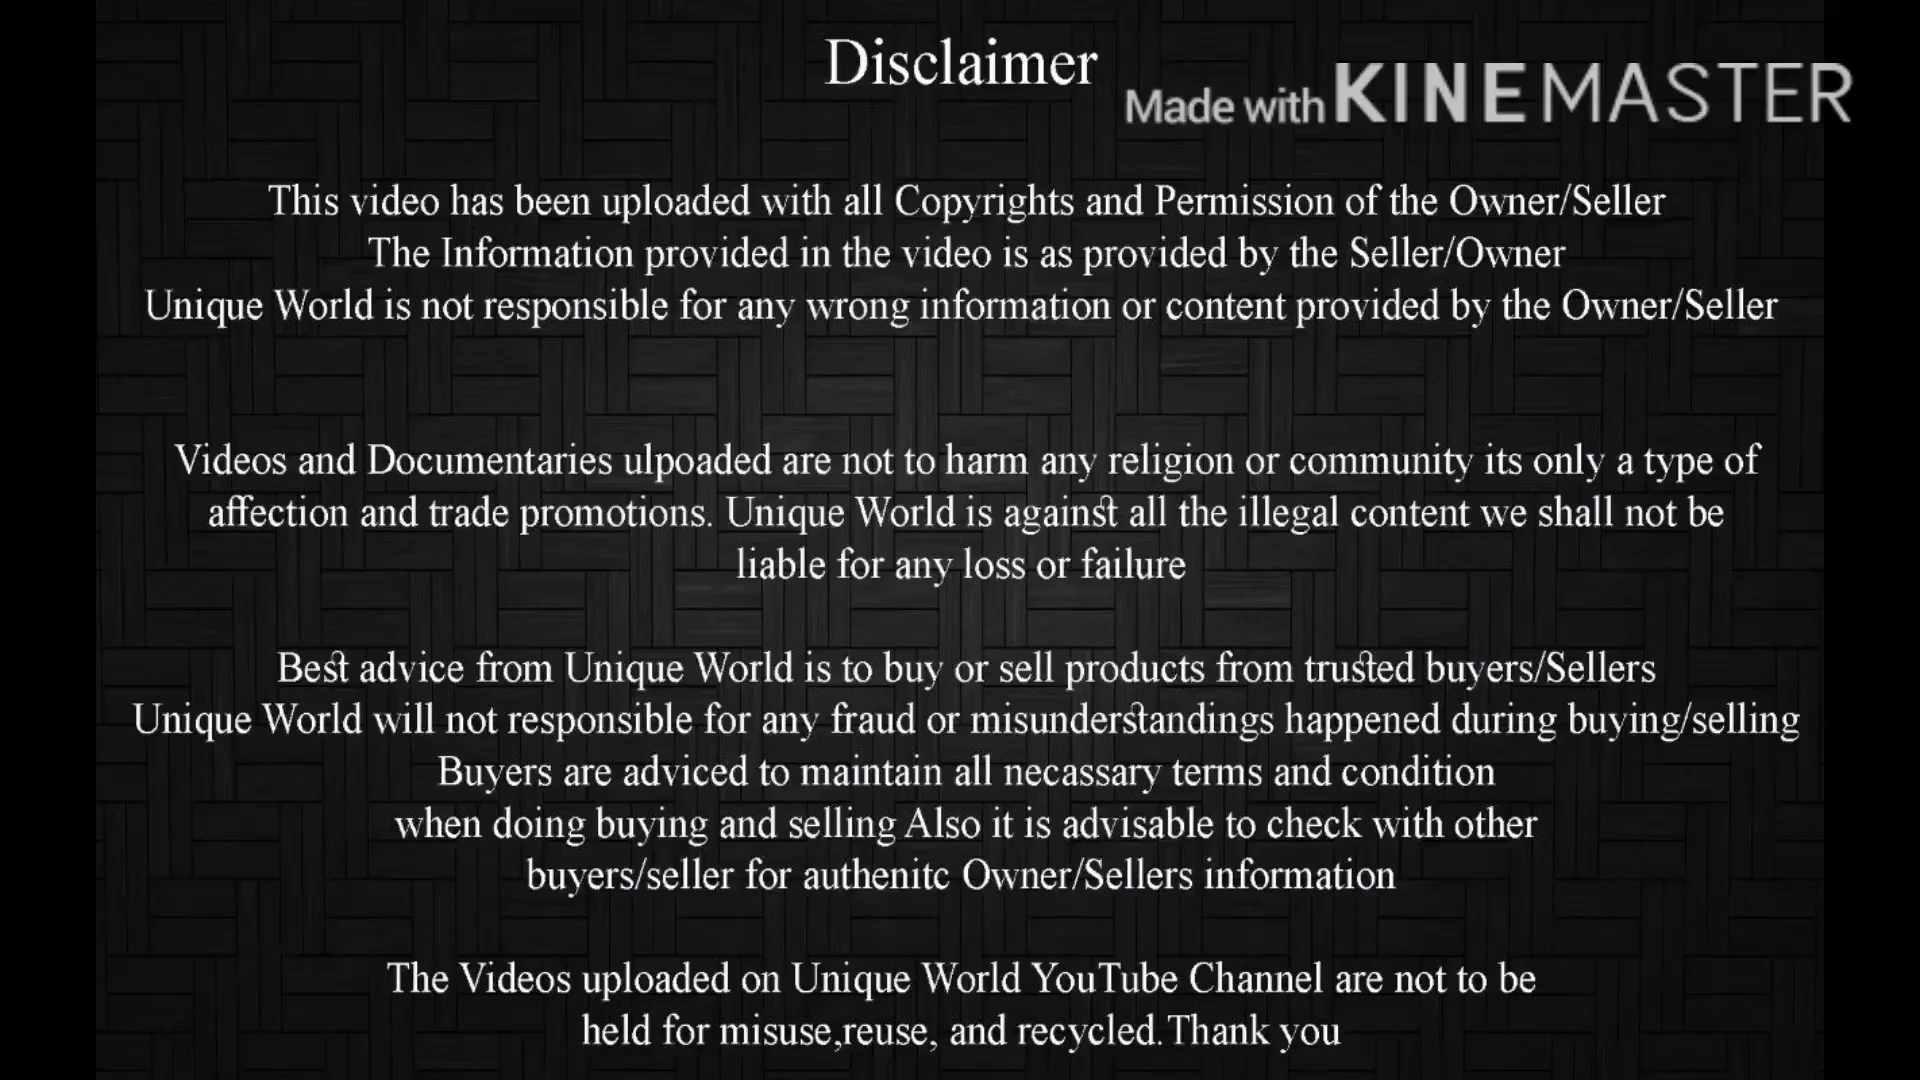 Disclaimer
Made with KINEMASTER
This video has been uploaded with all Copyrights and Permission of the Owner/Seller
The Information provided in the video is as provided by the Seller/Owner
Unique World is not responsible for any wrong information or content provided by the Owner/Seller
Videos and Documentaries ulpoaded are not to harm any religion or community its only a type of
affection and trade promotions. Unique World is against all the illegal content we shall not be
liable for any loss or failure
Best advice from Unique World is to buy or sell products from trusted buyers/Sellers
Unique World will not responsible for any fraud or misunderstandings happened during buying/selling
Buyers are adviced to maintain all necassary terms and condition
when doing buying and selling Also it is advisable to check with other
buyers/seller for authenitc Owner/Sellers information
The Videos uploaded on Unique World YouTube Channel are not to be
held for misuse,reuse, and recycled.Thank you